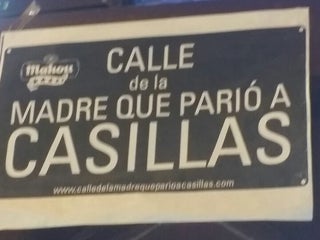 Mahou
CALLE
de la
MADRE QUE PARIÓ A
CASILLAS
www.calledelamadrequeparioacasillas.com